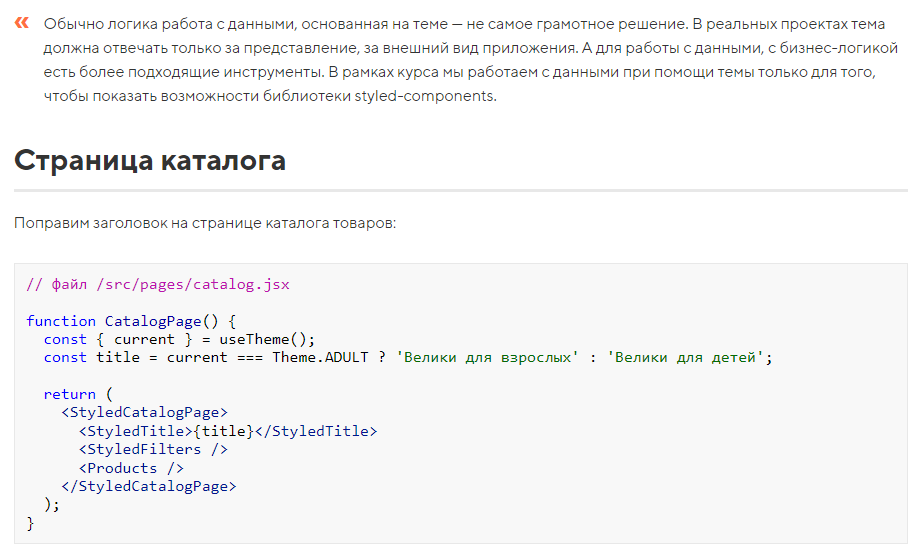 « Обычно логика работа с данными, основанная на теме — не самое грамотное решение. В реальных проектах тема
должна отвечать только за представление, за внешний вид приложения. А для работы с данными, с бизнес-логикой
есть более подходящие инструменты. В рамках курса мы работаем с данными при помощи темы только для того,
чтобы показать возможности библиотеки styled-components.
Страница каталога
Поправим заголовок на странице каталога товаров:
// файл /src/pages/catalog.jsx
function CatalogPage() {
  const { current } = useTheme();
  const title = current === Theme.ADULT ? 'Велики для взрослых' : 'Велики для детей';
  return (
    <StyledCatalogPage>
      <StyledTitle>{title}</StyledTitle>
      <StyledFilters />
      <Products />
    </StyledCatalogPage>
  );
}